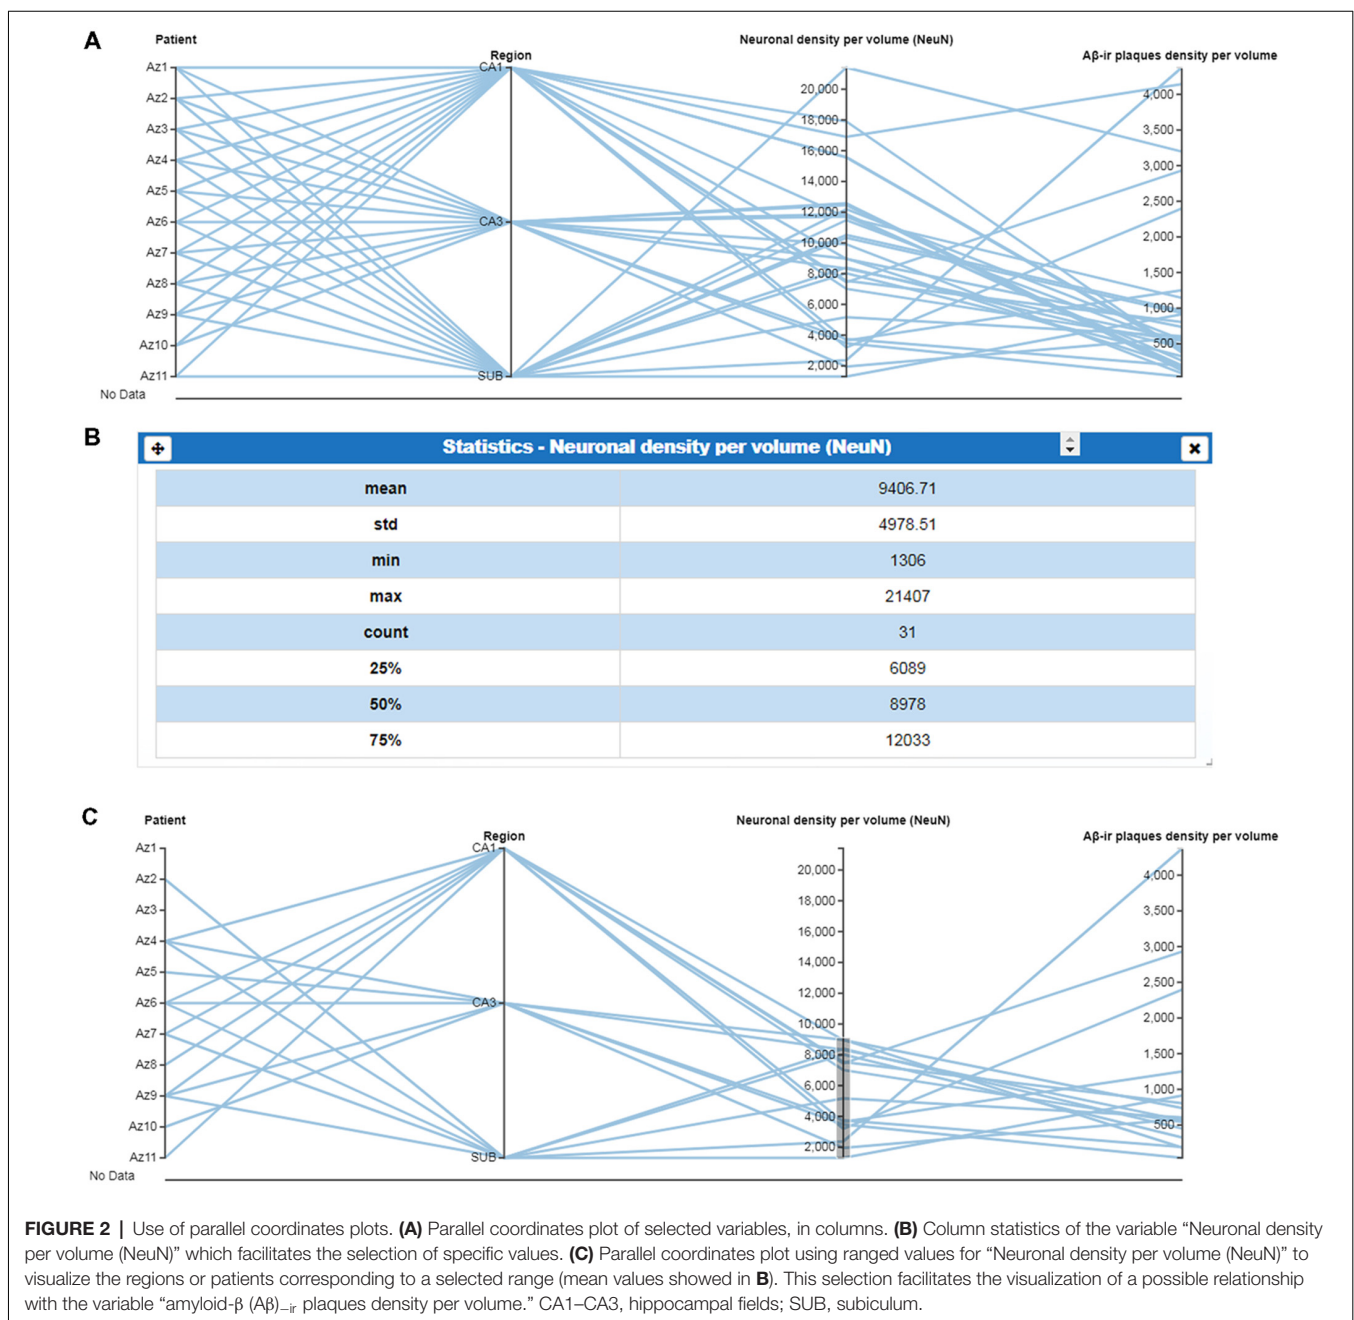 A
Patient
Region
Neuronal density per volume (NeuN)
Aβ-ir plaques density per volume
Az1
Az2
Az3
Az4
Az5
Az6
Az7
Az8
Az9
Az10
Az11
No Data
CA1
CA3
SUB
20,000
18,000
16,000
14,000
12,000
10,000
8,000
6,000
4,000
2,000
4,000
3,500
3,000
2,500
2,000
1,500
1,000
500
B
Statistics - Neuronal density per volume (NeuN)
mean 9406.71
std 4978.51
min 1306
max 21407
count 31
25% 6089
50% 8978
75% 12033
C
Patient
Region
Neuronal density per volume (NeuN)
Aβ-ir plaques density per volume
Az1
Az2
Az3
Az4
Az5
Az6
Az7
Az8
Az9
Az10
Az11
No Data
CA1
CA3
SUB
20,000
18,000
16,000
14,000
12,000
10,000
8,000
6,000
4,000
2,000
4,000
3,500
3,000
2,500
2,000
1,500
1,000
500
FIGURE 2 | Use of parallel coordinates plots. (A) Parallel coordinates plot of selected variables, in columns. (B) Column statistics of the variable “Neuronal density
per volume (NeuN)” which facilitates the selection of specific values. (C) Parallel coordinates plot using ranged values for “Neuronal density per volume (NeuN)” to
visualize the regions or patients corresponding to a selected range (mean values showed in B). This selection facilitates the visualization of a possible relationship
with the variable “amyloid-β (Aβ)−ir plaques density per volume.” CA1–CA3, hippocampal fields; SUB, subiculum.